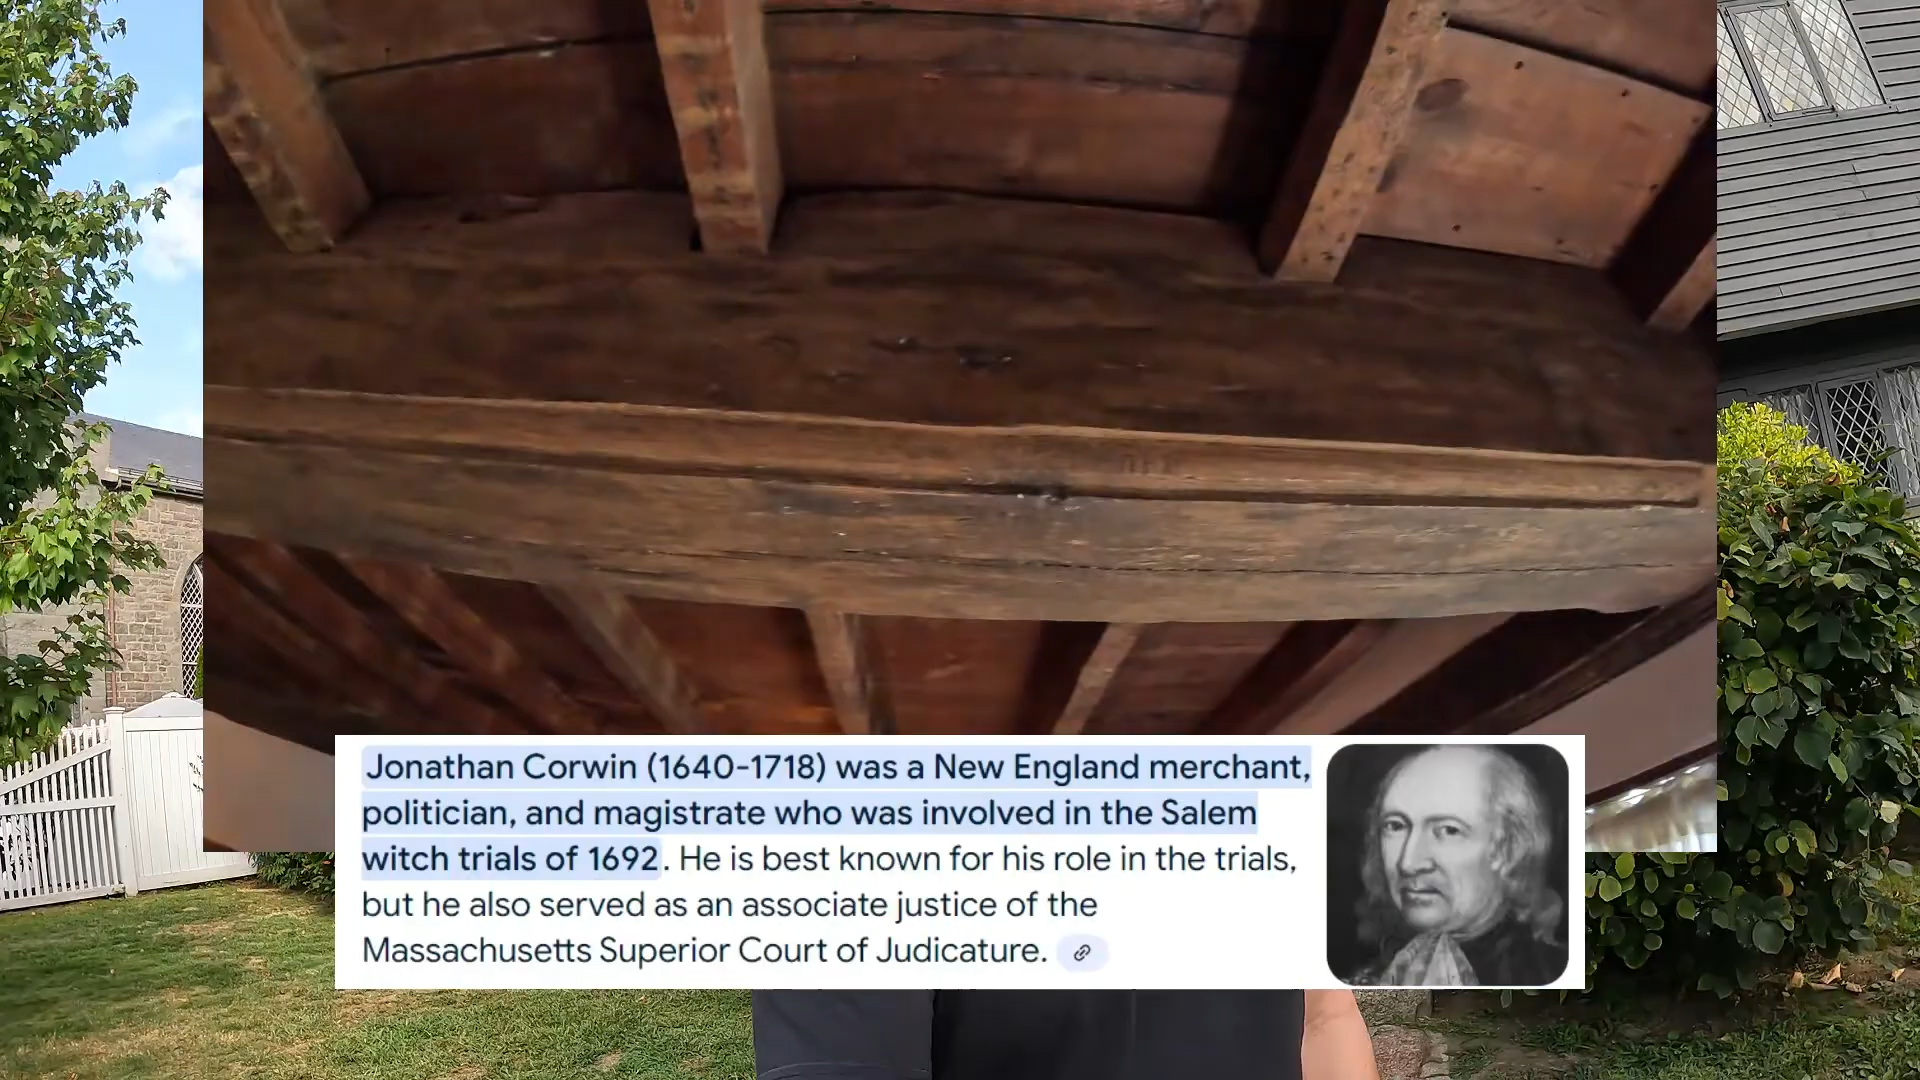 Jonathan Corwin (1640-1718) was a New England merchant,
politician, and magistrate who was involved in the Salem
witch trials of 1692. He is best known for his role in the trials,
but he also served as an associate justice of the
Massachusetts Superior Court of Judicature.